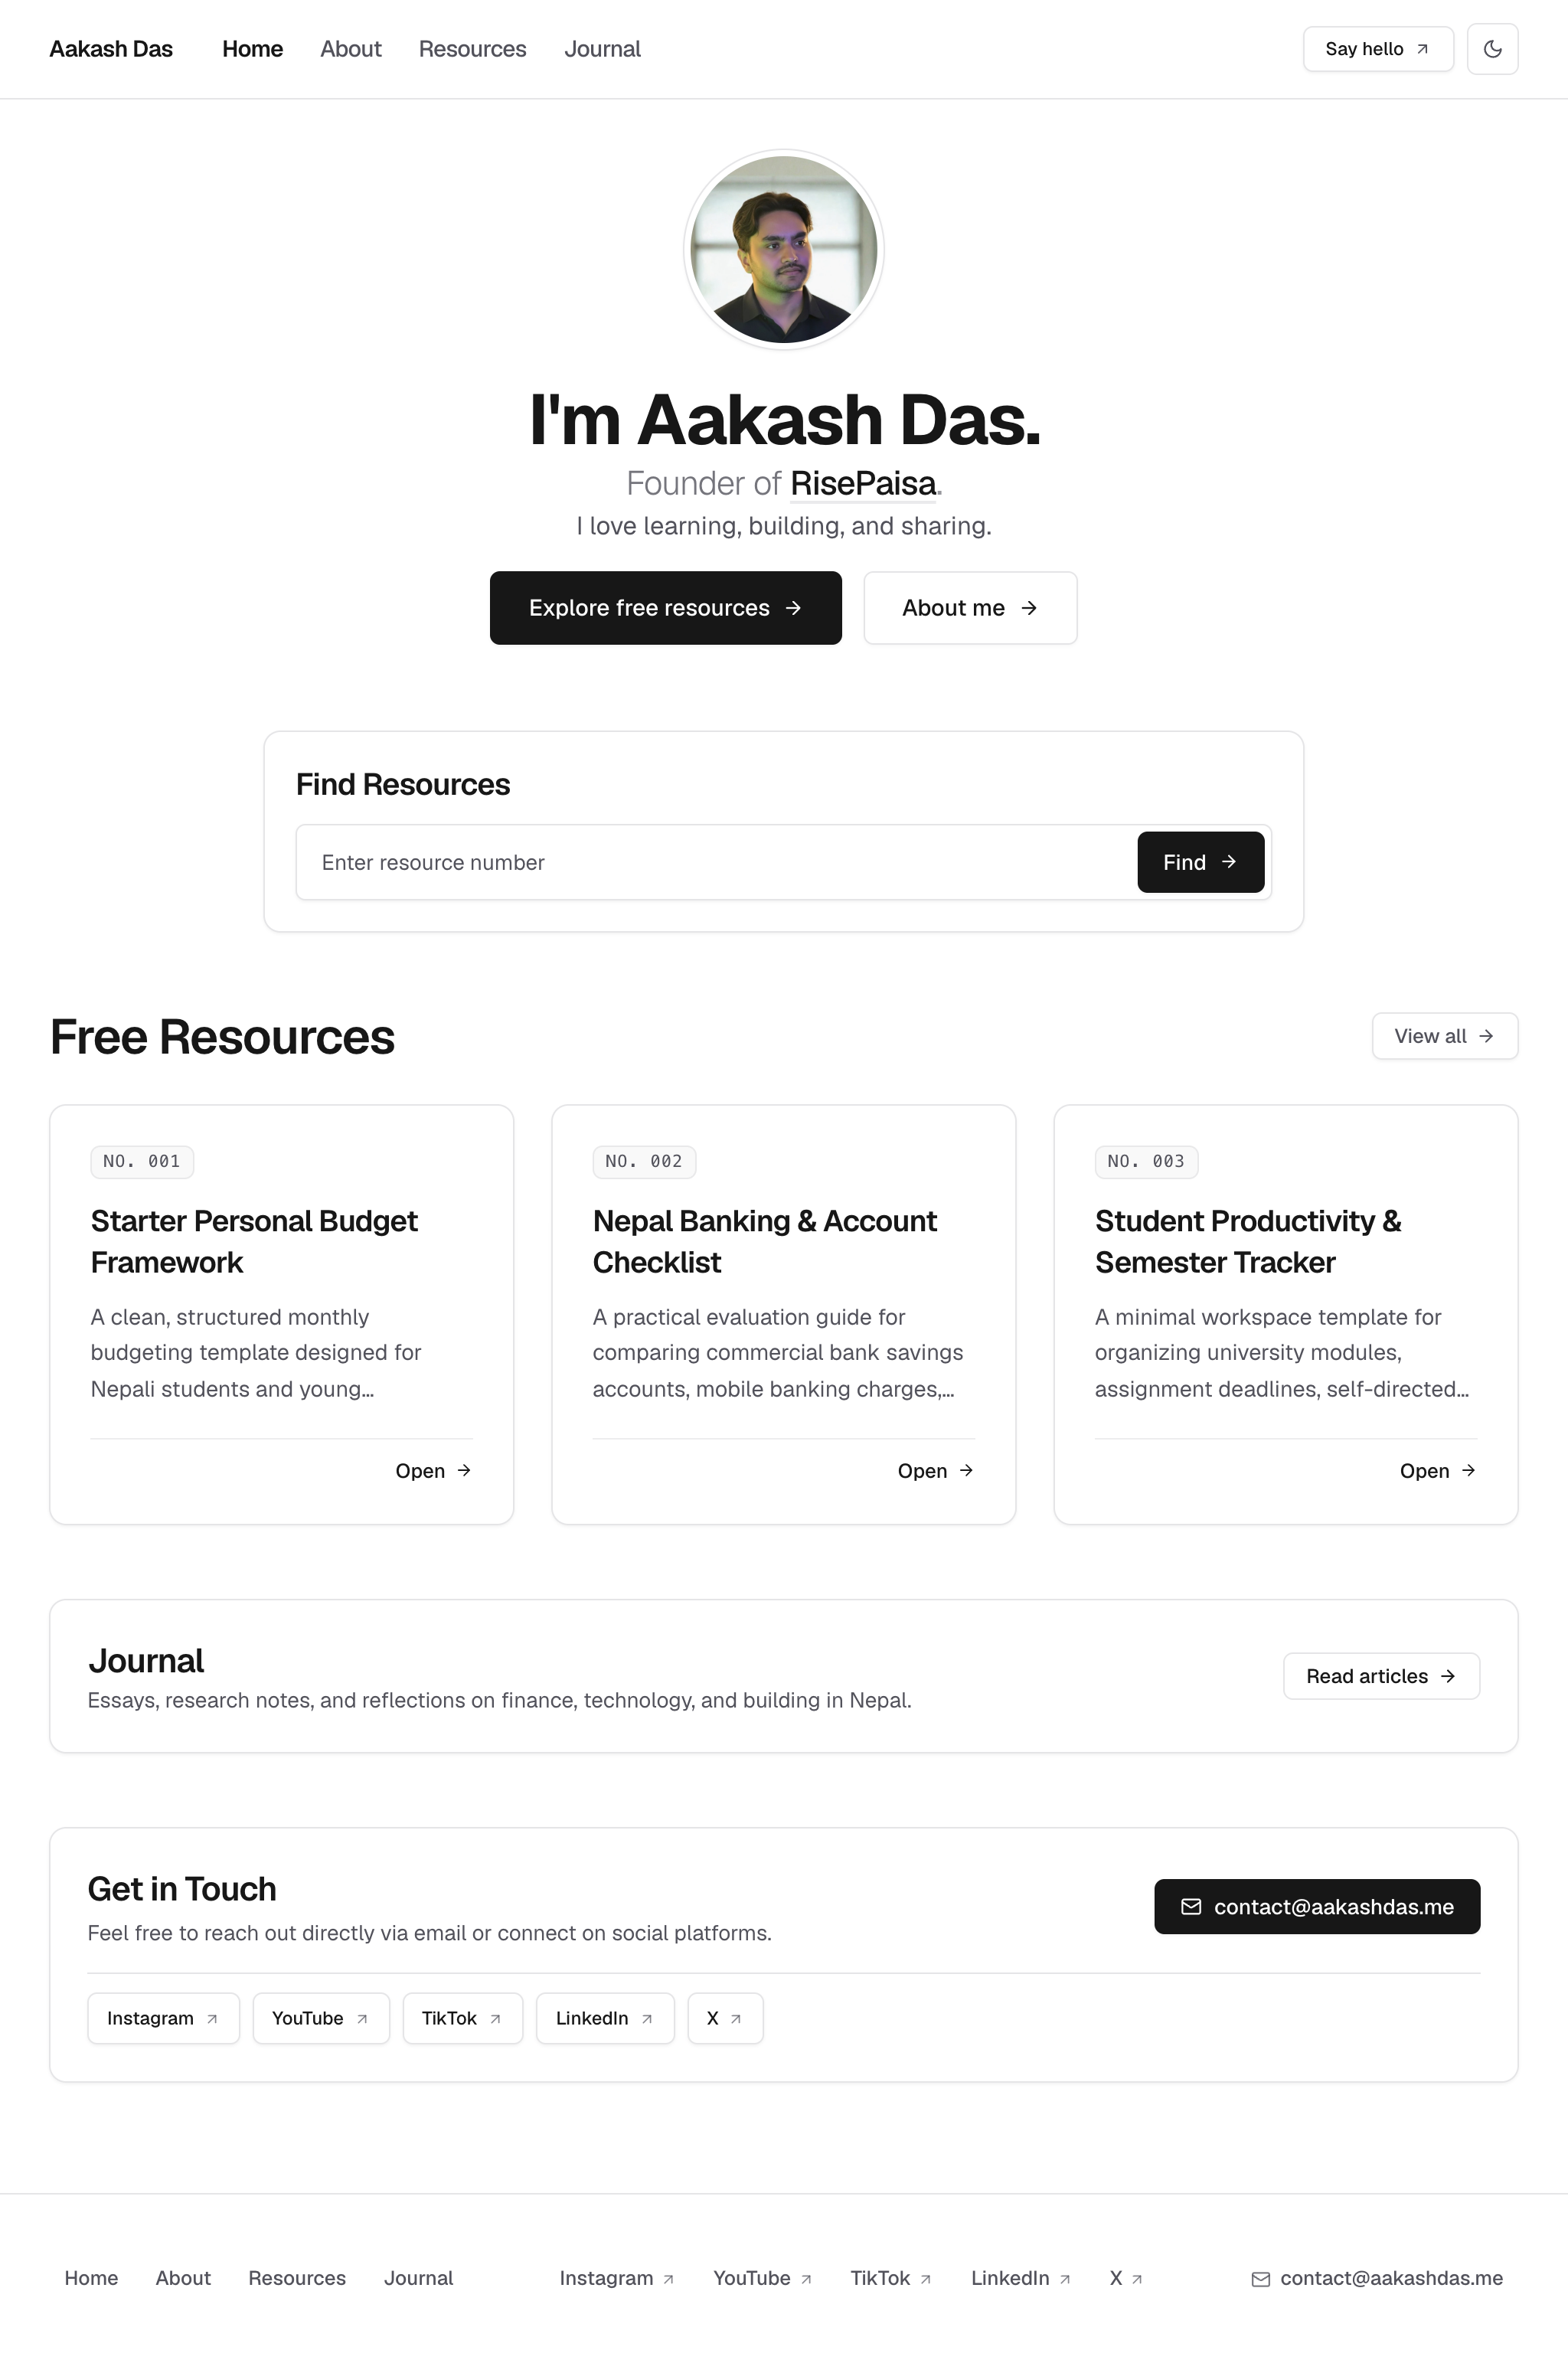 Aakash Das
Home
About
Resources
Journal
Say hello
I'm Aakash Das.
Founder of RisePaisa.
I love learning, building, and sharing.
Explore free resources
About me
Find Resources
Enter resource number
Find
Free Resources
View all
NO. 001
Starter Personal Budget
Framework
A clean, structured monthly
budgeting template designed for
Nepali students and young...
Open
NO. 002
Nepal Banking & Account
Checklist
A practical evaluation guide for
comparing commercial bank savings
accounts, mobile banking charges,...
Open
NO. 003
Student Productivity &
Semester Tracker
A minimal workspace template for
organizing university modules,
assignment deadlines, self-directed...
Open
Journal
Essays, research notes, and reflections on finance, technology, and building in Nepal.
Read articles
Get in Touch
Feel free to reach out directly via email or connect on social platforms.
contact@aakashdas.me
Instagram
YouTube
TikTok
LinkedIn
X
Home
About
Resources
Journal
Instagram
YouTube
TikTok
LinkedIn
X
contact@aakashdas.me